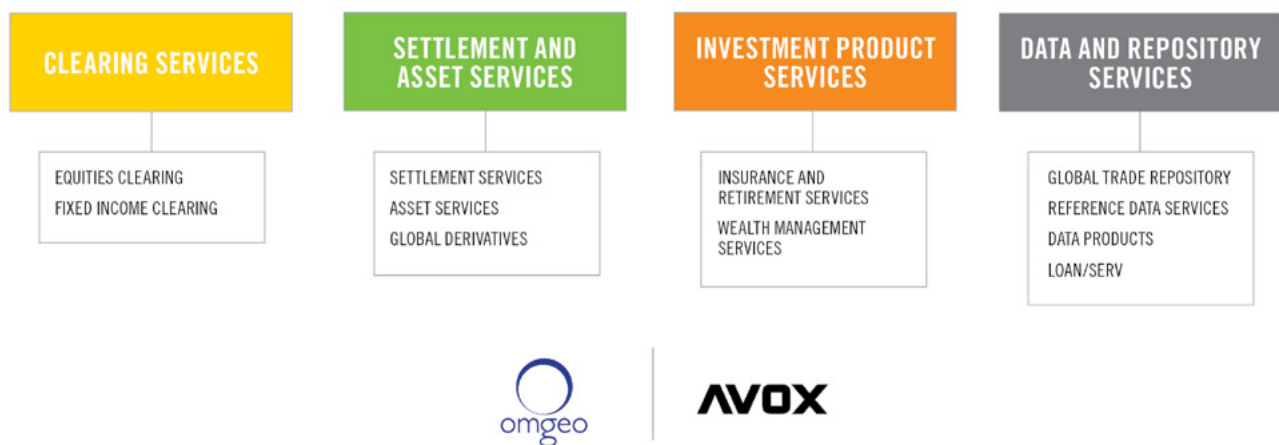 CLEARING SERVICES
EQUITIES CLEARING
FIXED INCOME CLEARING
SETTLEMENT AND
ASSET SERVICES
SETTLEMENT SERVICES
ASSET SERVICES
GLOBAL DERIVATIVES
INVESTMENT PRODUCT
SERVICES
INSURANCE AND
RETIREMENT SERVICES
WEALTH MANAGEMENT
SERVICES
DATA AND REPOSITORY
SERVICES
GLOBAL TRADE REPOSITORY
REFERENCE DATA SERVICES
DATA PRODUCTS
LOAN/SERV
omgeo
AVOX